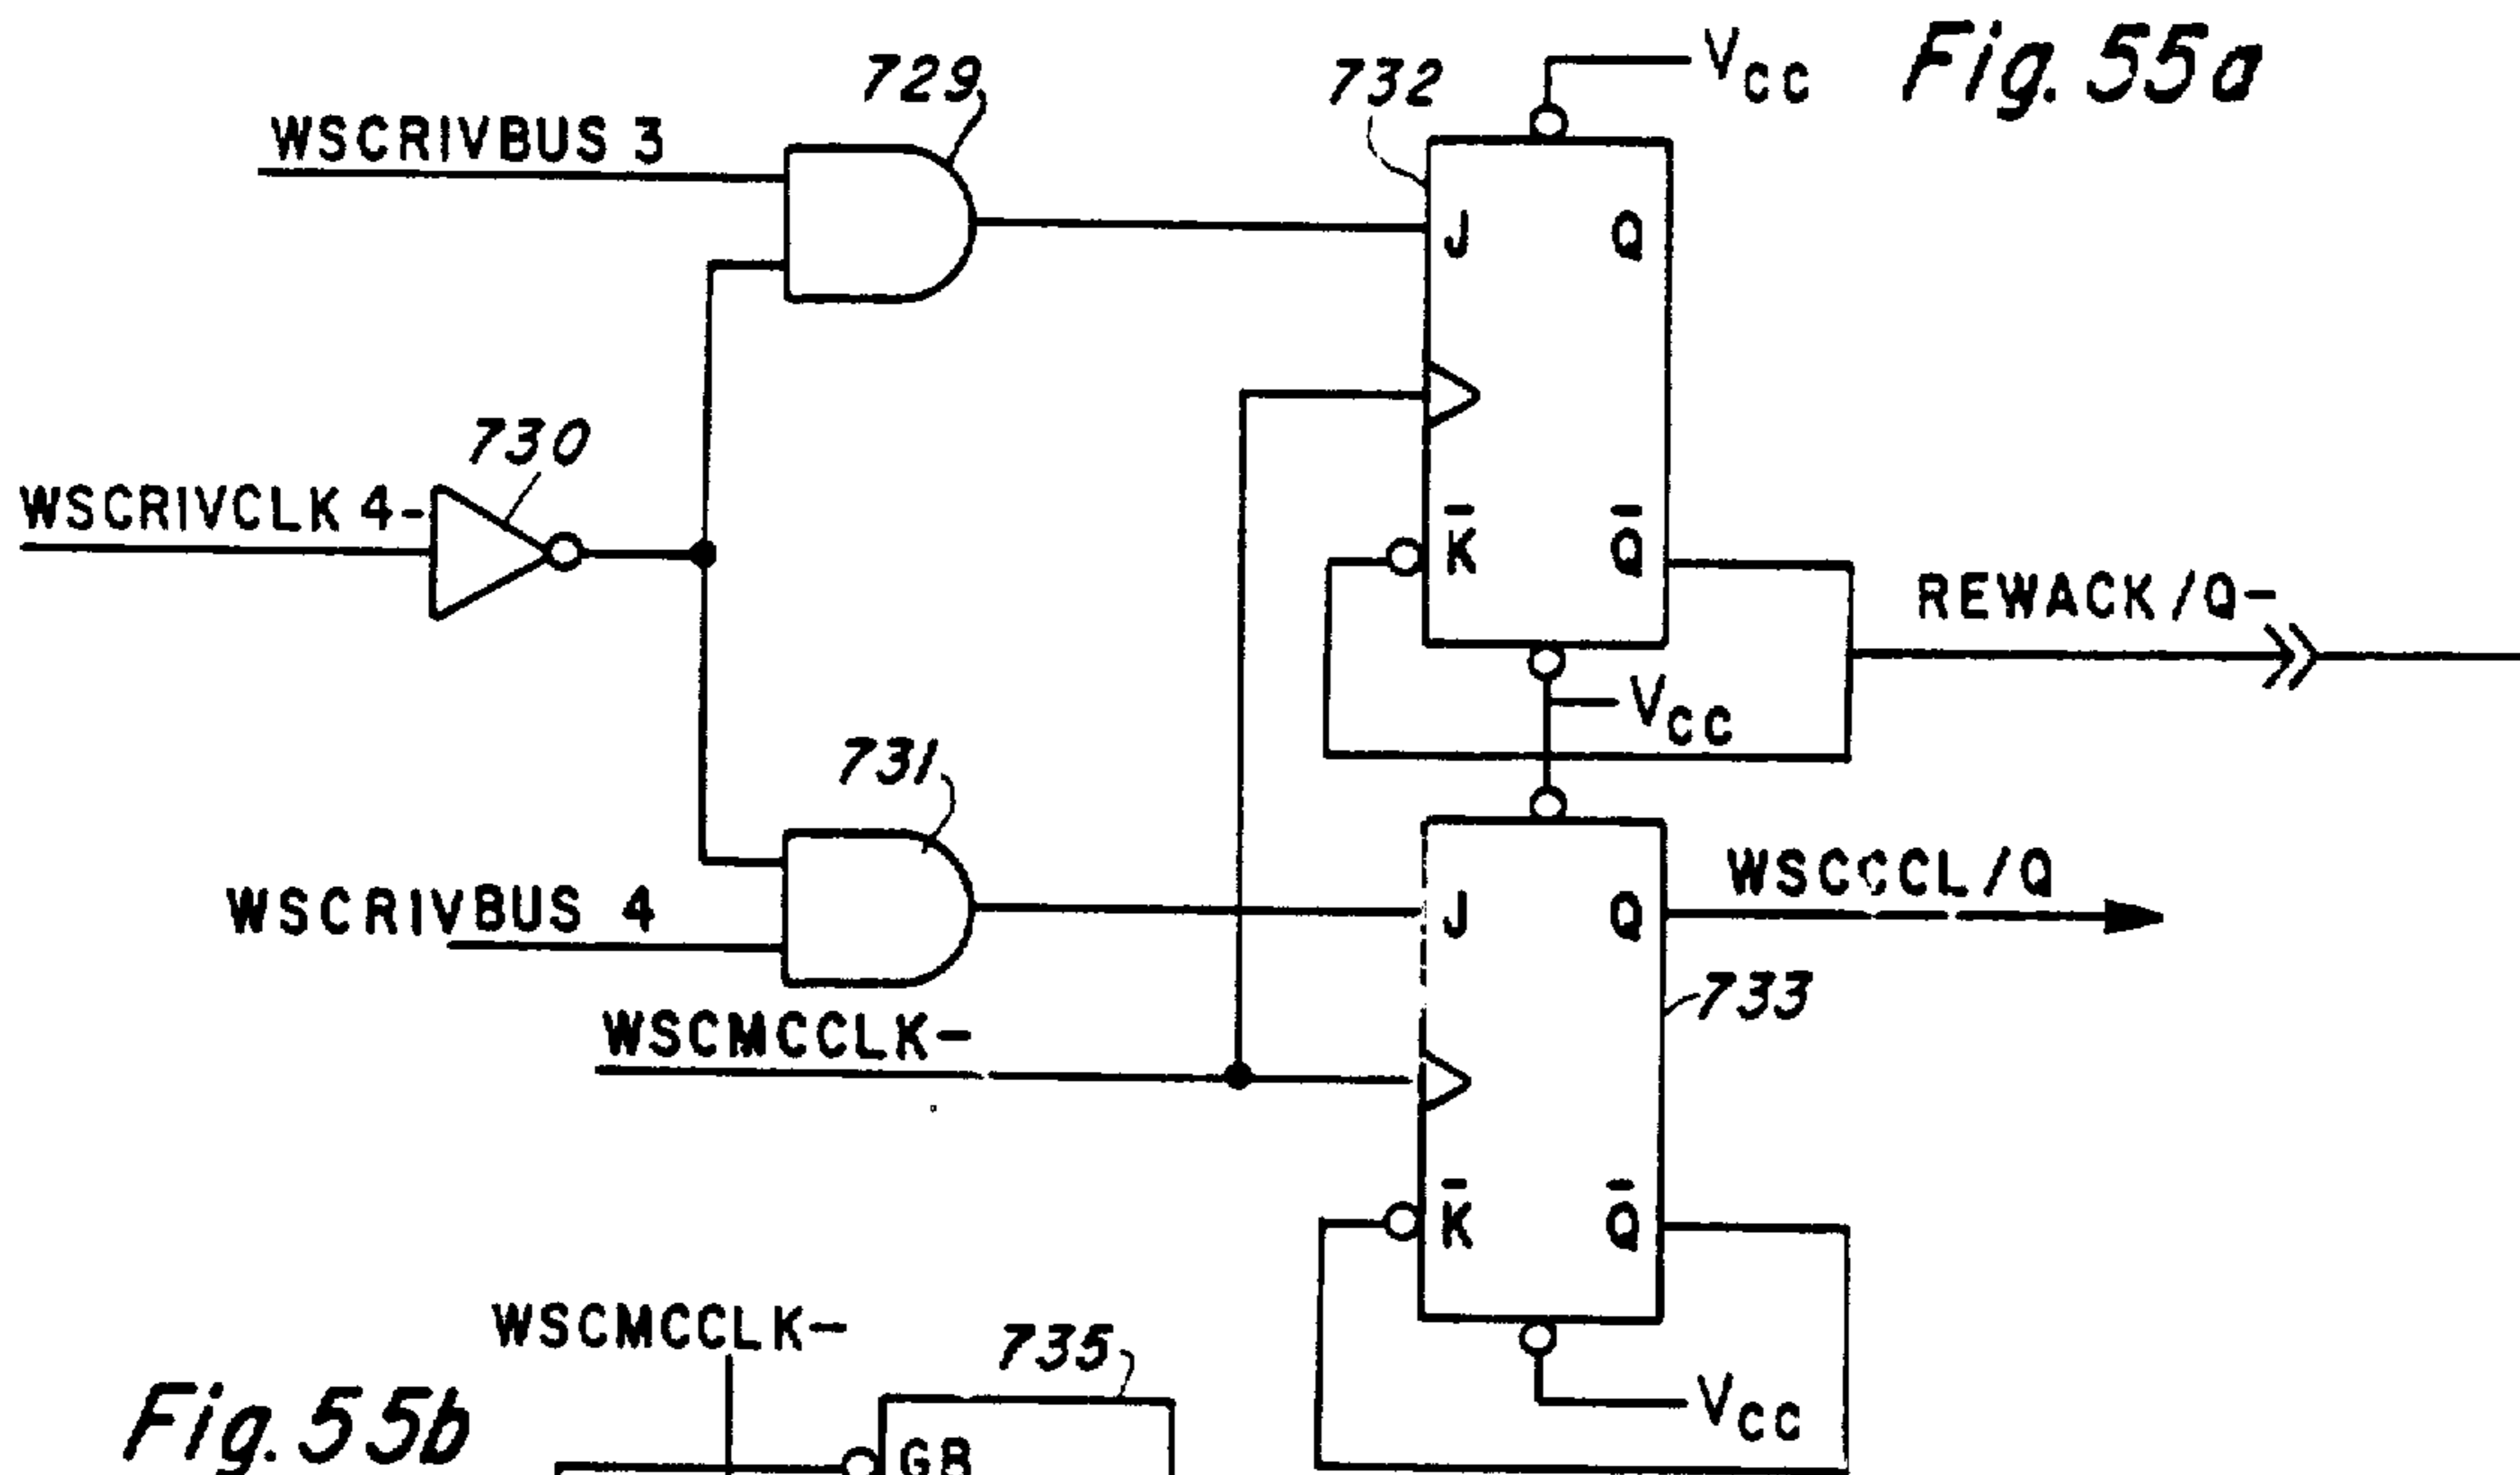 Fig. 55a
729
732
VCC
WSCRIVBUS 3
J Q
730
WSCRIVCLK 4-
K̅ Q̅
REWACK/Q-
VCC
731
WSCRIVBUS 4
J Q
WSCCCL/Q
733
WSCMCCLK-
K̅ Q̅
VCC
WSCMCCLK-
735
Fig. 55b
GB